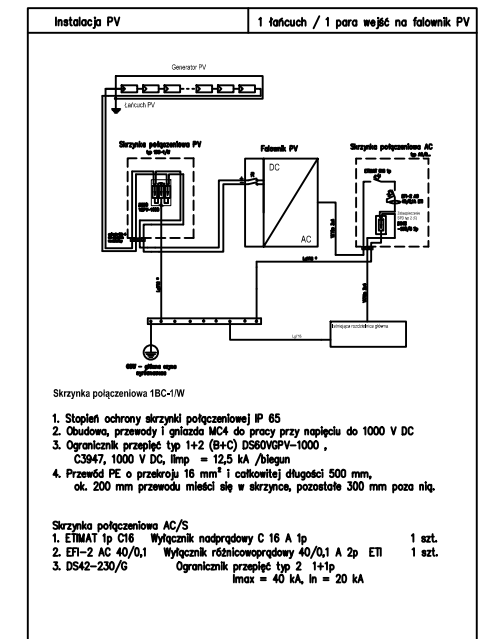 Instalacja PV
1 łańcuch / 1 para wejść na falownik PV
Generator PV
Łańcuch PV
Skrzynka połączeniowa PV
Falownik PV
Skrzynka połączeniowa AC
DC
AC
GSW - główna szyna
Istniejąca rozdzielnica główna
Skrzynka połączeniowa 1BC-1/W
1. Stopień ochrony skrzynki połączeniowej IP 65
2. Obudowa, przewody i gniazda MC4 do pracy przy napięciu do 1000 V DC
3. Ogranicznik przepięć typ 1+2 (B+C) DS60VGPV-1000 ,
C3947, 1000 V DC, Iimp = 12,5 kA /biegun
4. Przewód PE o przekroju 16 mm² i całkowitej długości 500 mm,
ok. 200 mm przewodu mieści się w skrzynce, pozostałe 300 mm poza nią.
Skrzynka połączeniowa AC/S
1. ETIMAT 1p C16 Wyłącznik nadprądowy C 16 A 1p 1 szt.
2. EFI-2 AC 40/0,1 Wyłącznik różnicowoprądowy 40/0,1 A 2p ETI 1 szt.
3. DS42-230/G Ogranicznik przepięć typ 2 1+1p
Imax = 40 kA, In = 20 kA